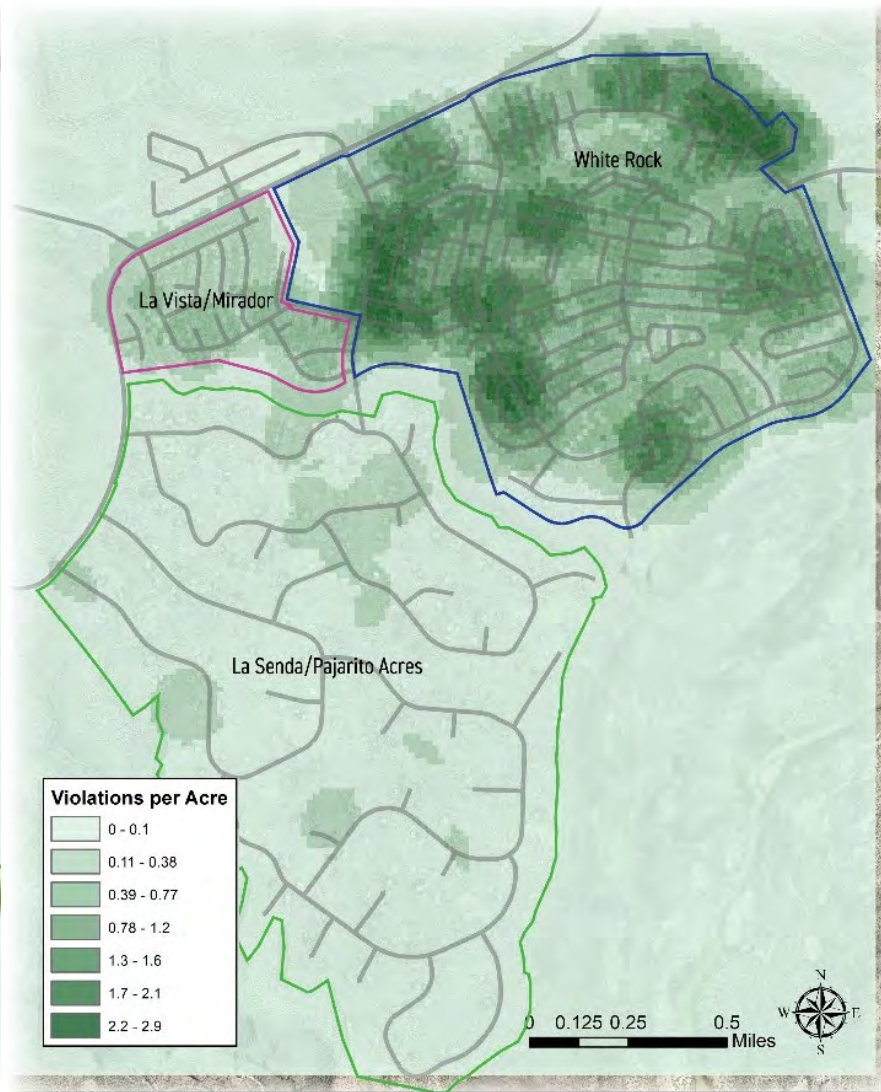 White Rock
La Vista/Mirador
La Senda/Pajarito Acres
Violations per Acre
0 - 0.1
0.11 - 0.38
0.39 - 0.77
0.78 - 1.2
1.3 - 1.6
1.7 - 2.1
2.2 - 2.9
N
W E
S
0 0.125 0.25 0.5
Miles